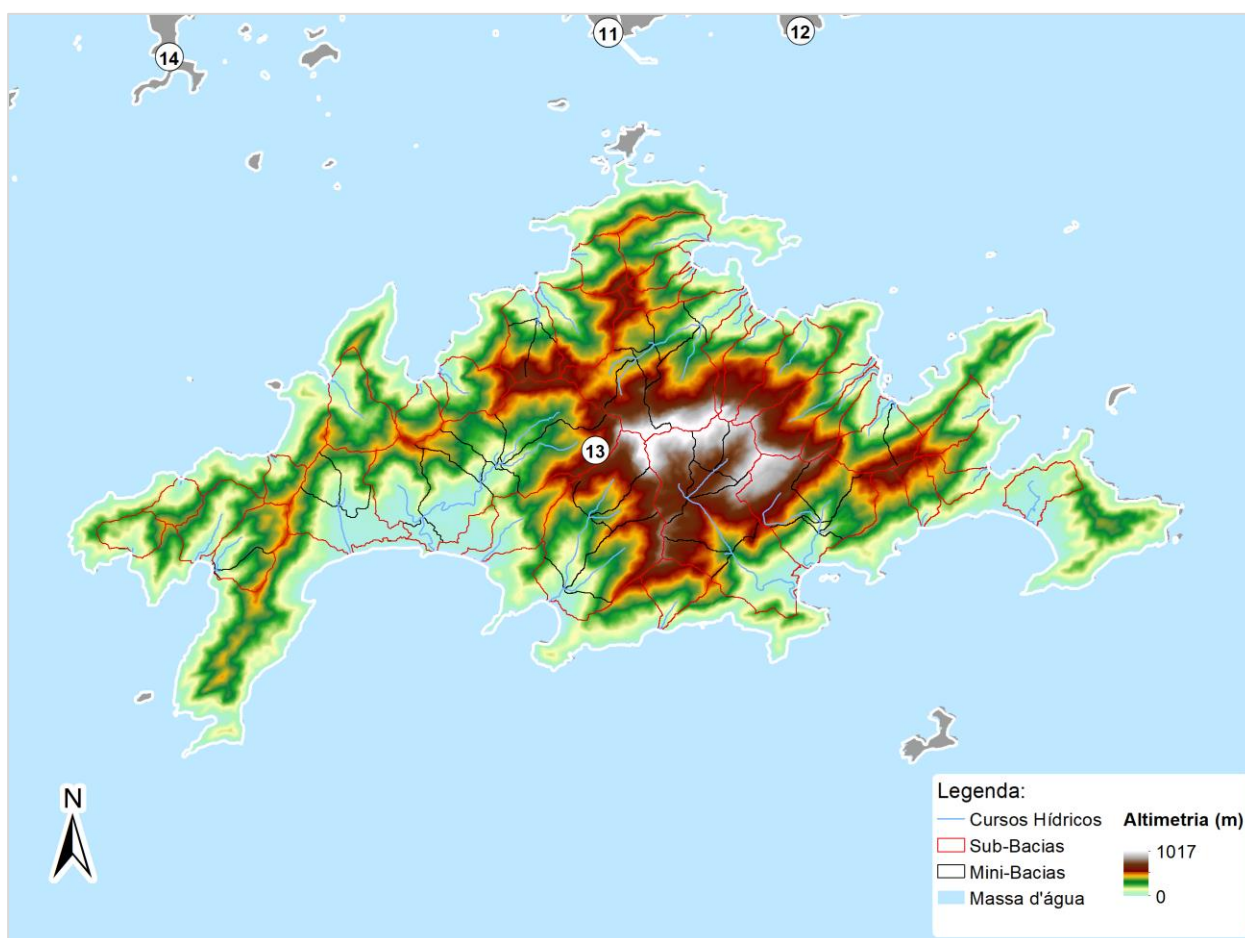 14
11
12
13
N
Legenda:
Cursos Hídricos
Sub-Bacias
Mini-Bacias
Massa d'água
Altimetria (m)
1017
0